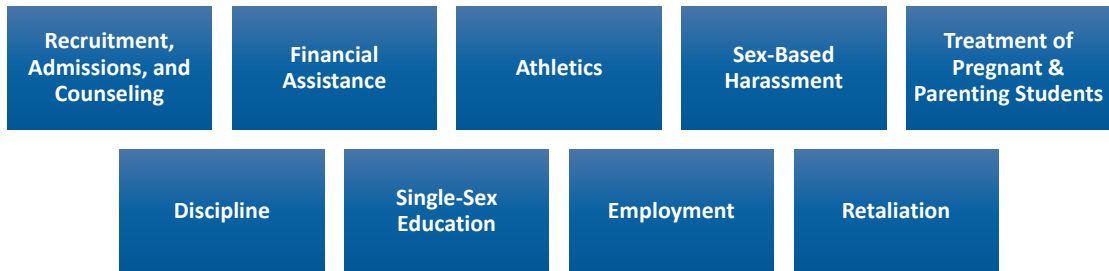 Recruitment,
Admissions, and
Counseling
Financial
Assistance
Athletics
Sex-Based
Harassment
Treatment of
Pregnant &
Parenting Students
Discipline
Single-Sex
Education
Employment
Retaliation